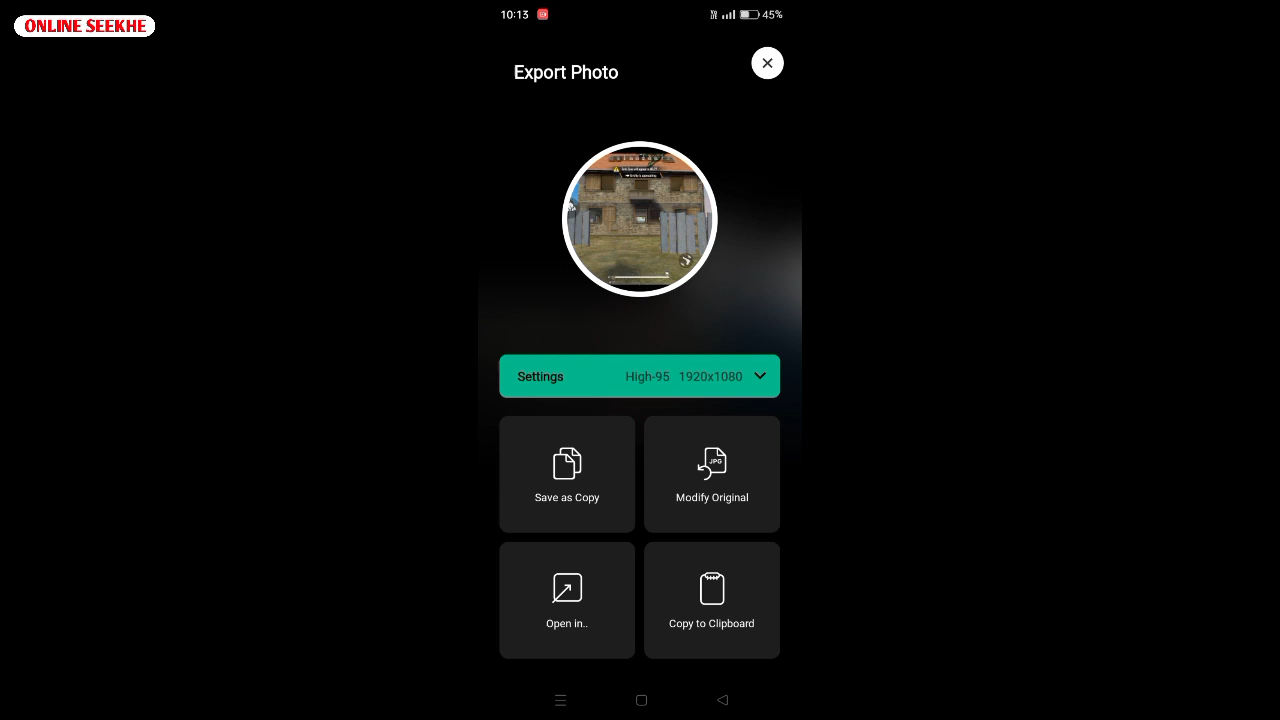 ONLINE SEEKHE
10:13
45%
Export Photo
Settings High-95 1920x1080
Save as Copy
JPG
Modify Original
Open in..
Copy to Clipboard